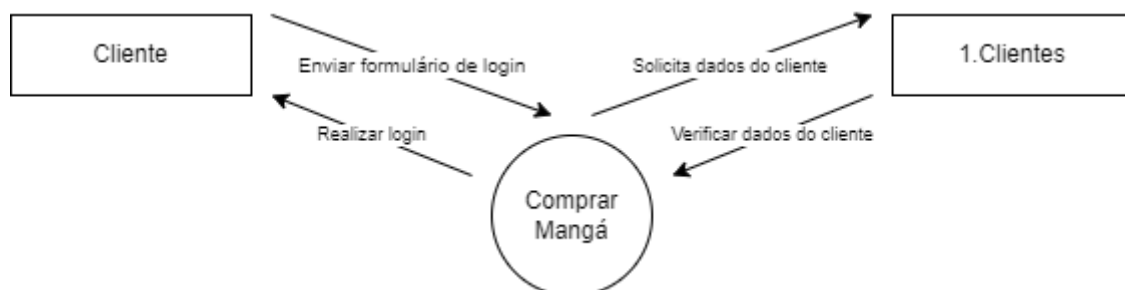 Cliente
1.Clientes
Enviar formulário de login
Solicita dados do cliente
Realizar login
Verificar dados do cliente
Comprar
Mangá